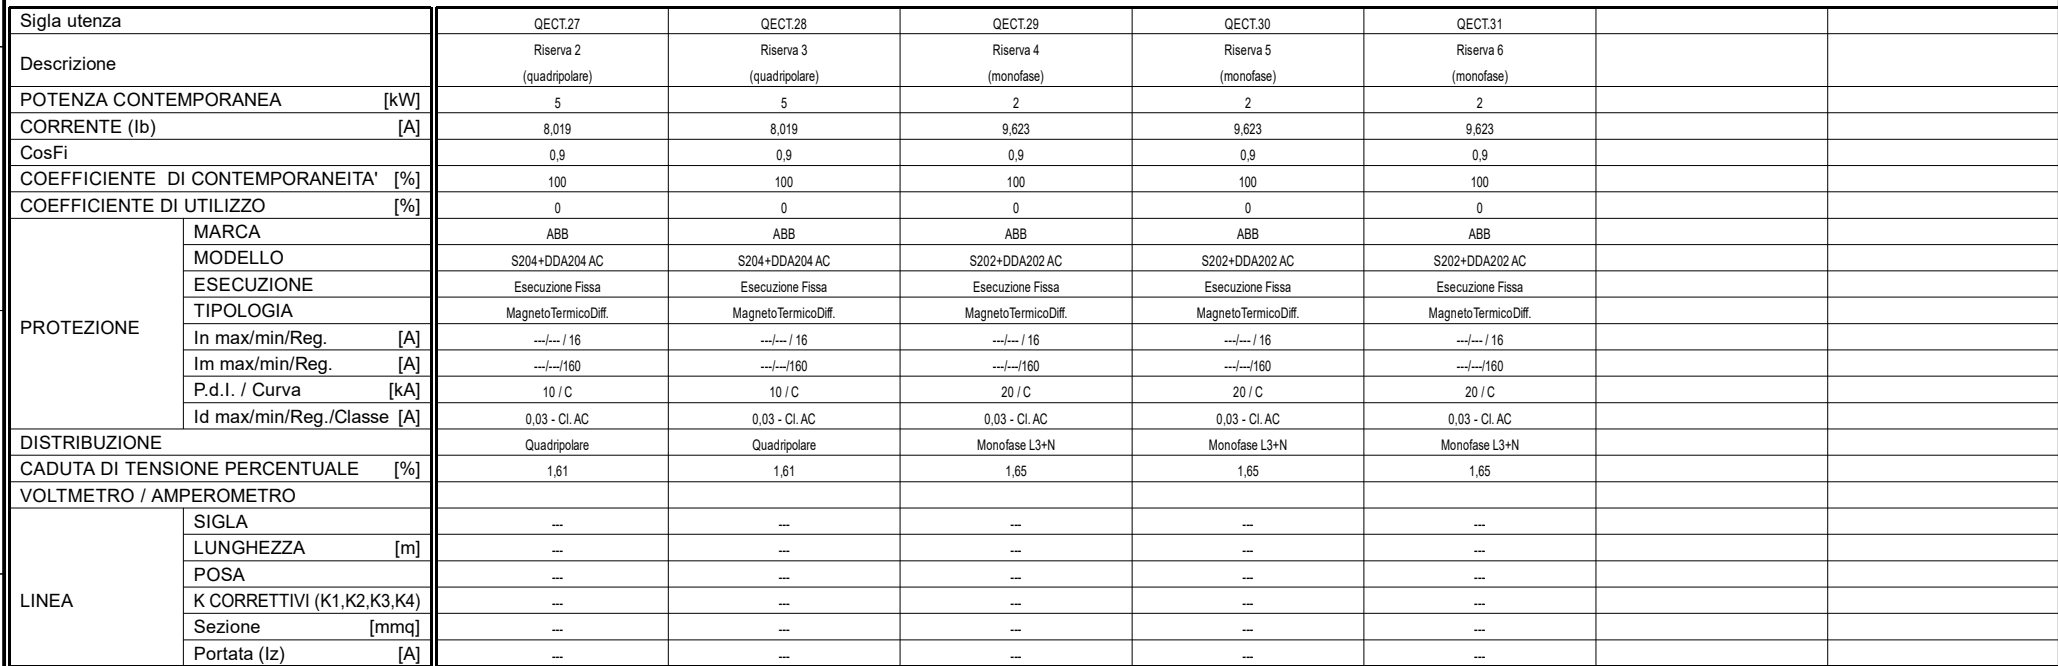 Sigla utenza QECT.27 QECT.28 QECT.29 QECT.30 QECT.31
Descrizione Riserva 2 Riserva 3 Riserva 4 Riserva 5 Riserva 6
(quadripolare) (quadripolare) (monofase) (monofase) (monofase)
POTENZA CONTEMPORANEA [kW] 5 5 2 2 2
CORRENTE (Ib) [A] 8,019 8,019 9,623 9,623 9,623
CosFi 0,9 0,9 0,9 0,9 0,9
COEFFICIENTE DI CONTEMPORANEITA' [%] 100 100 100 100 100
COEFFICIENTE DI UTILIZZO [%] 0 0 0 0 0
PROTEZIONE
MARCA ABB ABB ABB ABB ABB
MODELLO S204+DDA204 AC S204+DDA204 AC S202+DDA202 AC S202+DDA202 AC S202+DDA202 AC
ESECUZIONE Esecuzione Fissa Esecuzione Fissa Esecuzione Fissa Esecuzione Fissa Esecuzione Fissa
TIPOLOGIA MagnetoTermicoDiff. MagnetoTermicoDiff. MagnetoTermicoDiff. MagnetoTermicoDiff. MagnetoTermicoDiff.
In max/min/Reg. [A] ---/--- / 16 ---/--- / 16 ---/--- / 16 ---/--- / 16 ---/--- / 16
Im max/min/Reg. [A] ---/---/160 ---/---/160 ---/---/160 ---/---/160 ---/---/160
P.d.I. / Curva [kA] 10 / C 10 / C 20 / C 20 / C 20 / C
Id max/min/Reg./Classe [A] 0,03 - Cl. AC 0,03 - Cl. AC 0,03 - Cl. AC 0,03 - Cl. AC 0,03 - Cl. AC
DISTRIBUZIONE Quadripolare Quadripolare Monofase L3+N Monofase L3+N Monofase L3+N
CADUTA DI TENSIONE PERCENTUALE [%] 1,61 1,61 1,65 1,65 1,65
VOLTMETRO / AMPEROMETRO
LINEA
SIGLA --- --- --- --- ---
LUNGHEZZA [m] --- --- --- --- ---
POSA --- --- --- --- ---
K CORRETTIVI (K1,K2,K3,K4) --- --- --- --- ---
Sezione [mmq] --- --- --- --- ---
Portata (Iz) [A] --- --- --- --- ---